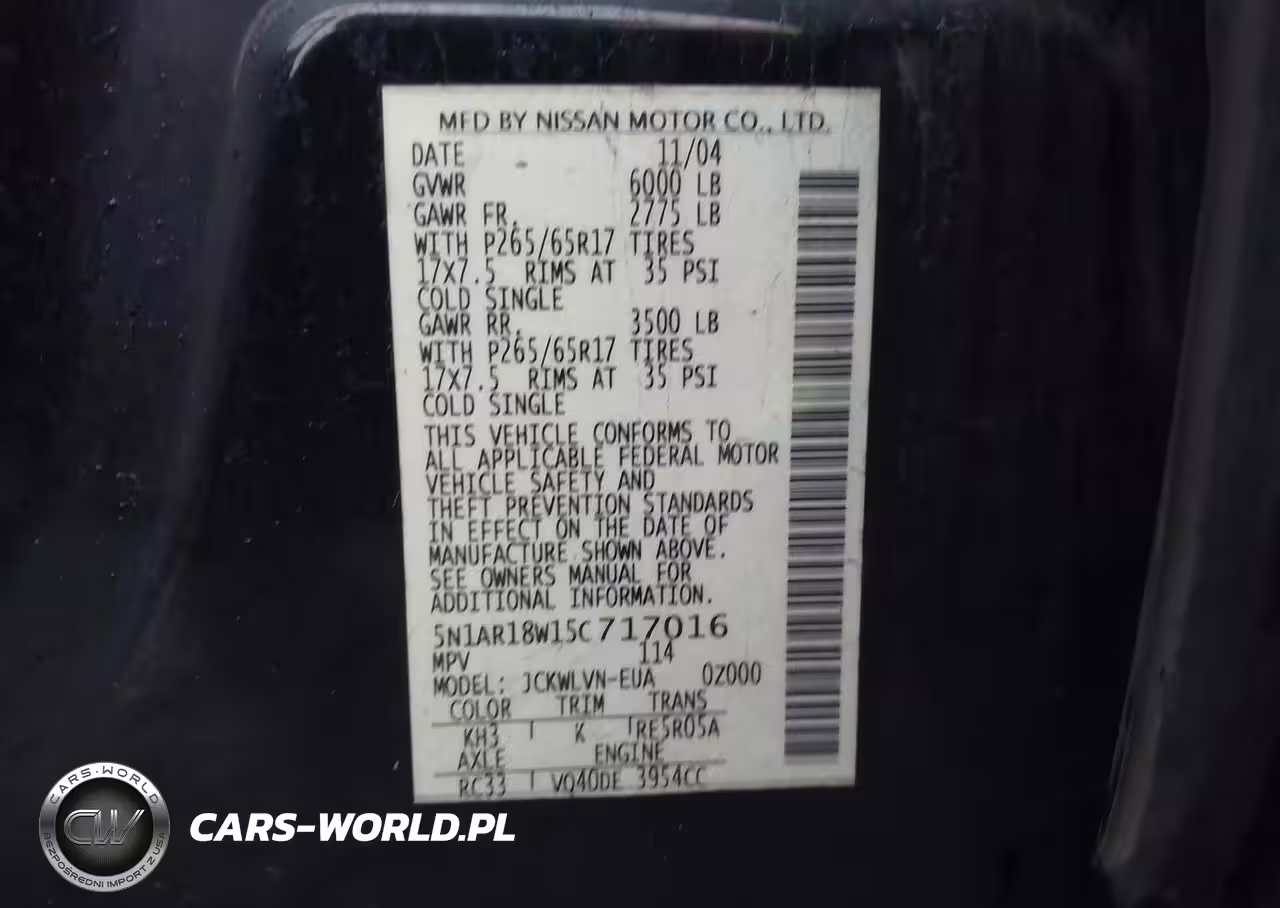 MFD BY NISSAN MOTOR CO., LTD.
DATE 11/04
GVWR 6000 LB
GAWR FR. 2775 LB
WITH P265/65R17 TIRES
17X7.5 RIMS AT 35 PSI
COLD SINGLE
GAWR RR. 3500 LB
WITH P265/65R17 TIRES
17X7.5 RIMS AT 35 PSI
COLD SINGLE
THIS VEHICLE CONFORMS TO
ALL APPLICABLE FEDERAL MOTOR
VEHICLE SAFETY AND
THEFT PREVENTION STANDARDS
IN EFFECT ON THE DATE OF
MANUFACTURE SHOWN ABOVE.
SEE OWNERS MANUAL FOR
ADDITIONAL INFORMATION.
5N1AR18W15C717016
MPV 114
MODEL: JCKWLVN-EUA 0Z000
COLOR TRIM TRANS
KH3 K RE5R05A
AXLE ENGINE
RC33 VQ40DE 3954CC
CARS-WORLD
CW
BEZPOŚREDNI IMPORT Z USA
CARS-WORLD.PL